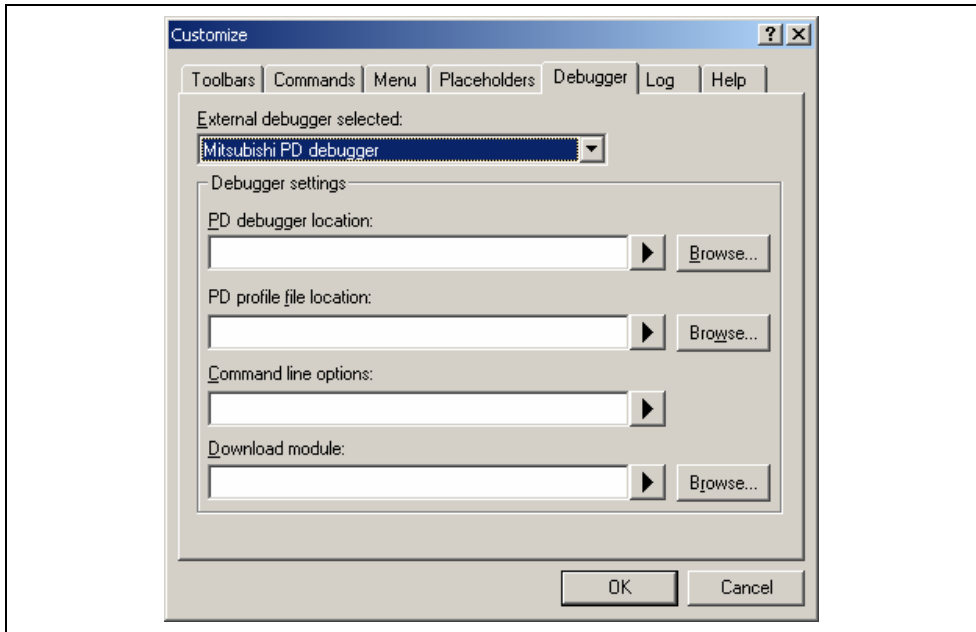 Customize
Toolbars Commands Menu Placeholders Debugger Log Help
External debugger selected:
Mitsubishi PD debugger
Debugger settings
PD debugger location:
Browse...
PD profile file location:
Browse...
Command line options:
Download module:
Browse...
OK Cancel